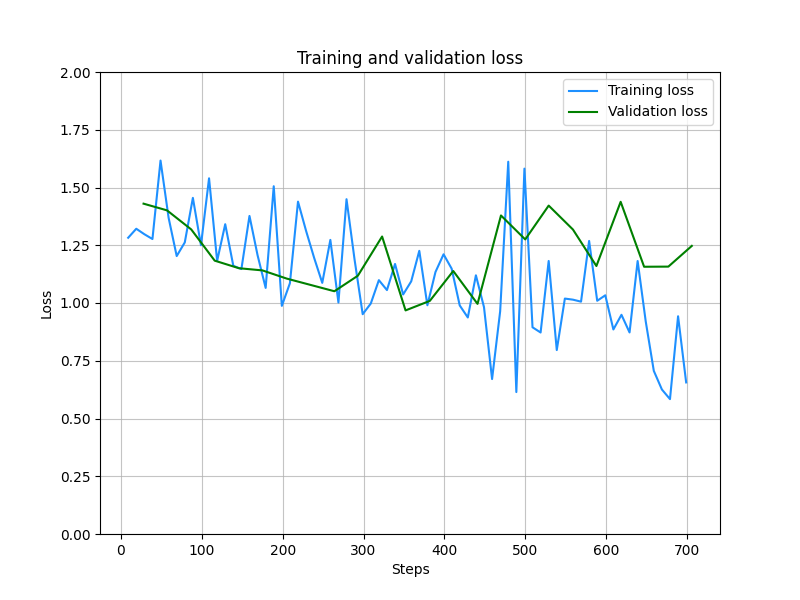 Training and validation loss
Training loss
Validation loss
2.00
1.75
1.50
1.25
1.00
0.75
0.50
0.25
0.00
Loss
0 100 200 300 400 500 600 700
Steps